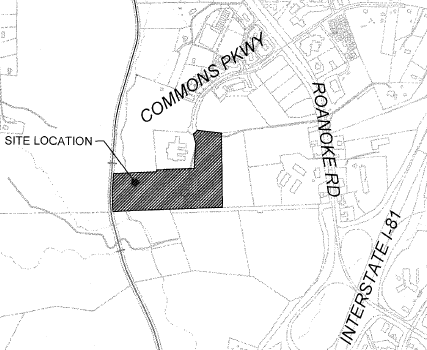 COMMONS PKWY
SITE LOCATION
ROANOKE RD
INTERSTATE I-81